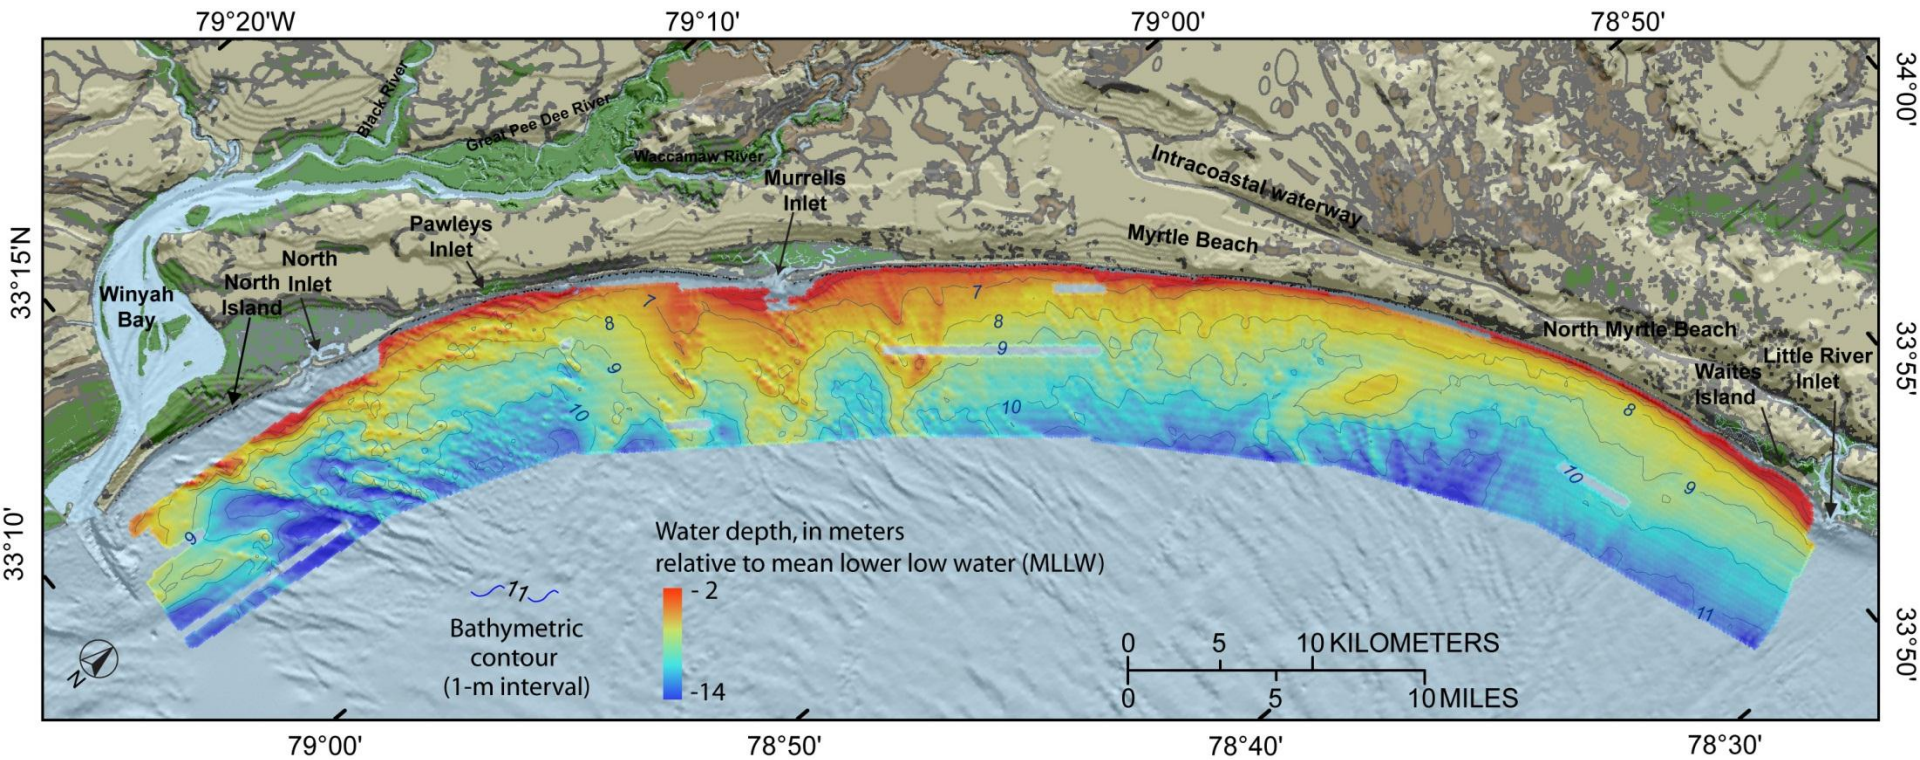 79°20'W
79°10'
79°00'
78°50'
34°00'
33°15'N
33°55'
33°10'
33°50'
Black River
Great Pee Dee River
Waccamaw River
Murrells
Inlet
Intracoastal waterway
Pawleys
Inlet
Myrtle Beach
North
Inlet
North
Island
Winyah
Bay
North Myrtle Beach
Little River
Inlet
Waites
Island
7
7
8
8
9
9
10
10
8
9
10
9
11
Water depth, in meters
relative to mean lower low water (MLLW)
- 2
-14
11
Bathymetric
contour
(1-m interval)
N
0 5 10 KILOMETERS
0 5 10 MILES
79°00'
78°50'
78°40'
78°30'